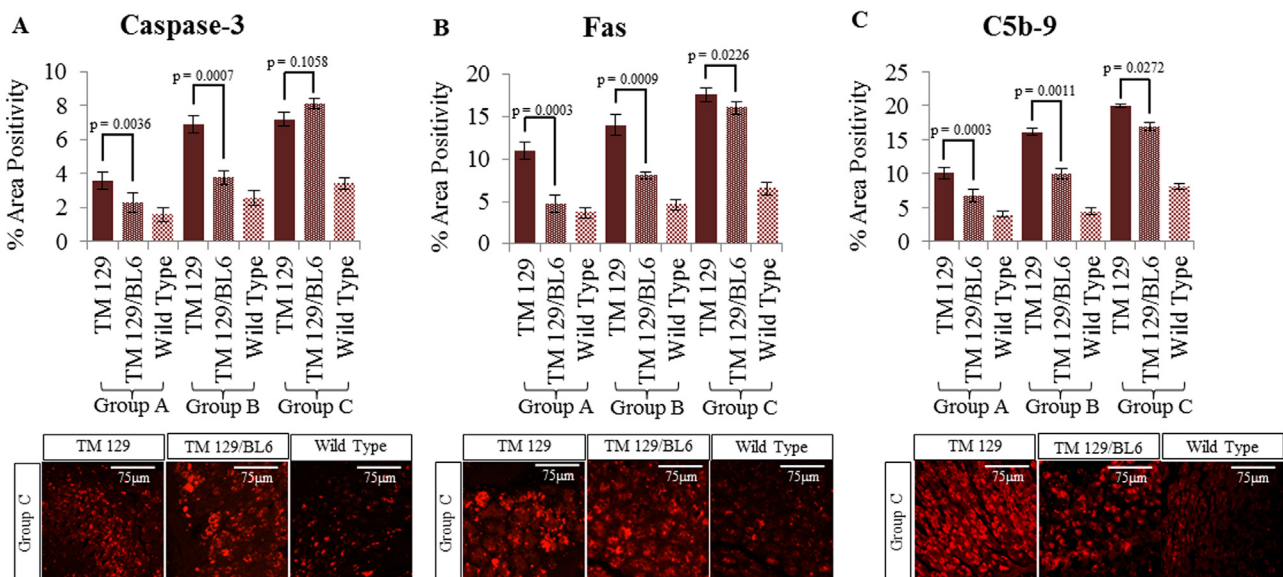 A
Caspase-3
% Area Positivity
10
8
6
4
2
0
p = 0.0036
p = 0.0007
p = 0.1058
TM 129
TM 129/BL6
Wild Type
TM 129
TM 129/BL6
Wild Type
TM 129
TM 129/BL6
Wild Type
Group A
Group B
Group C
TM 129
TM 129/BL6
Wild Type
Group C
75μm
75μm
75μm
B
Fas
% Area Positivity
20
15
10
5
0
p = 0.0003
p = 0.0009
p = 0.0226
TM 129
TM 129/BL6
Wild Type
TM 129
TM 129/BL6
Wild Type
TM 129
TM 129/BL6
Wild Type
Group A
Group B
Group C
TM 129
TM 129/BL6
Wild Type
Group C
75μm
75μm
75μm
C
C5b-9
% Area Positivity
25
20
15
10
5
0
p = 0.0003
p = 0.0011
p = 0.0272
TM 129
TM 129/BL6
Wild Type
TM 129
TM 129/BL6
Wild Type
TM 129
TM 129/BL6
Wild Type
Group A
Group B
Group C
TM 129
TM 129/BL6
Wild Type
Group C
75μm
75μm
75μm